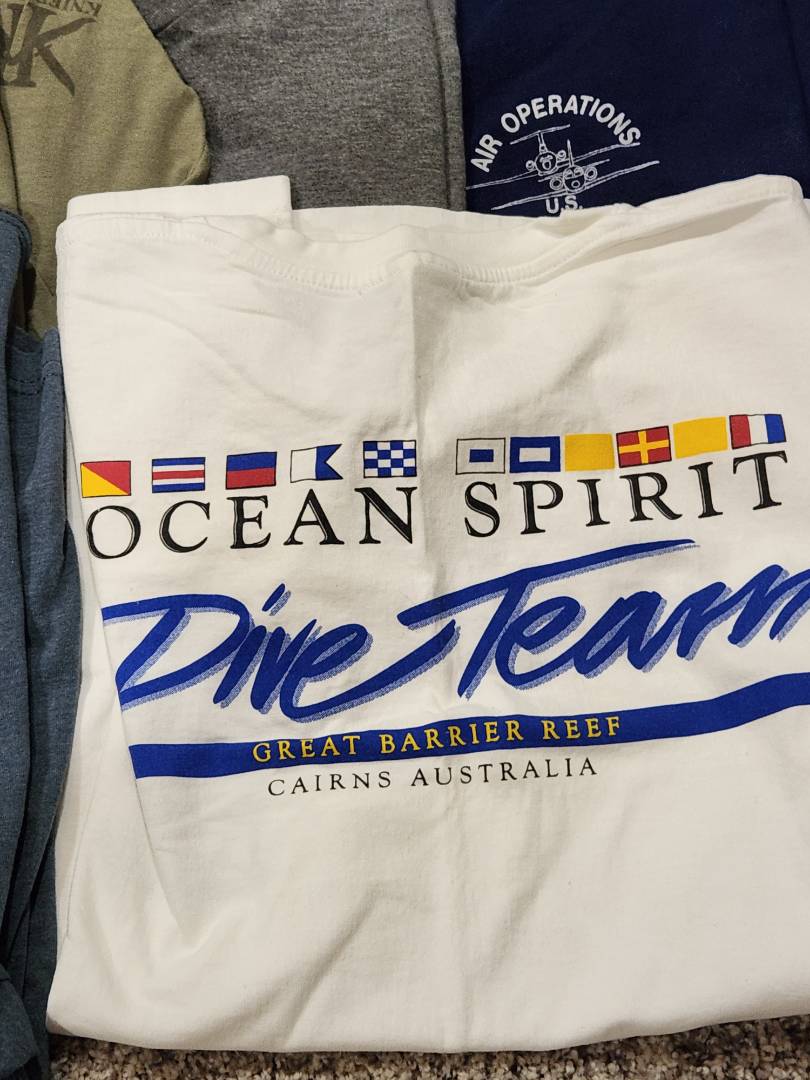 AIR OPERATIONS
U.S.
OCEAN SPIRIT
Dive Team
GREAT BARRIER REEF
CAIRNS AUSTRALIA